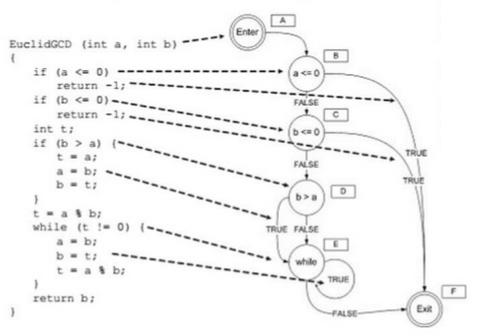 EuclidGCD (int a, int b)
{
if (a <= 0)
return -1;
if (b <= 0)
return -1;
int t;
if (b > a) {
t = a;
a = b;
b = t;
}
t = a % b;
while (t != 0) {
a = b;
b = t;
t = a % b;
}
return b;
}
Enter
A
B
a <= 0
FALSE
C
b <= 0
TRUE
FALSE
TRUE
D
b > a
TRUE FALSE
E
while
TRUE
F
FALSE
Exit